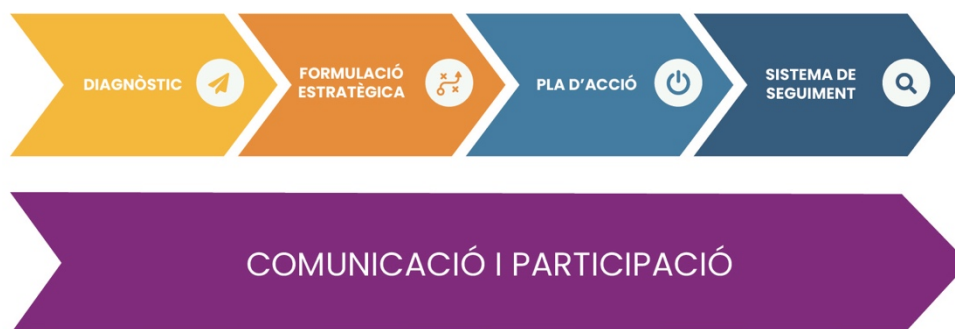 DIAGNÒSTIC
FORMULACIÓ
ESTRATÈGICA
PLA D'ACCIÓ
SISTEMA DE
SEGUIMENT
COMUNICACIÓ I PARTICIPACIÓ